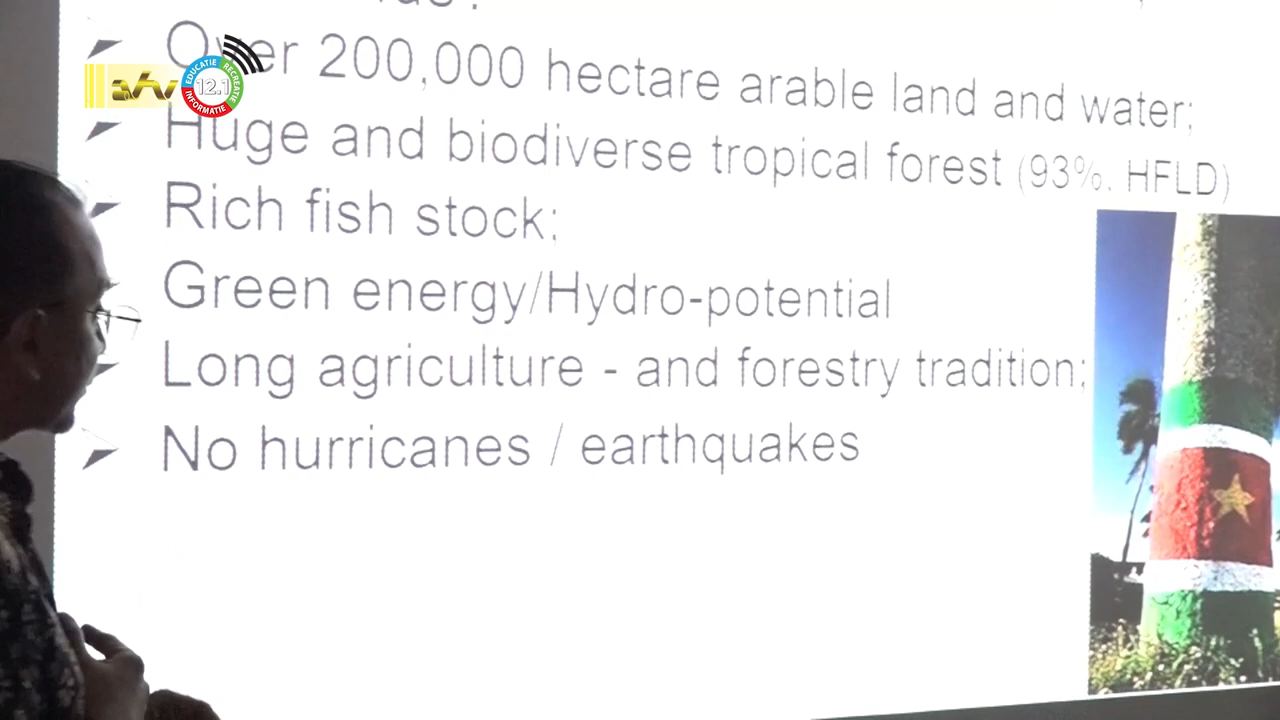 Over 200,000 hectare arable land and water;
Huge and biodiverse tropical forest (93%. HFLD)
Rich fish stock;
Green energy/Hydro-potential
Long agriculture - and forestry tradition;
No hurricanes / earthquakes
atv
12.1
EDUCATIE
RECREATIE
INFORMATIE